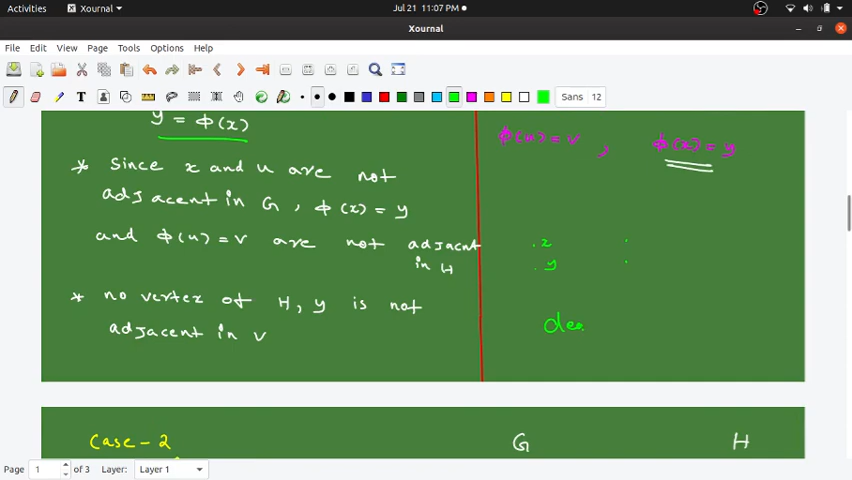 Activities
Xournal
Jul 21 11:07 PM
Xournal
File Edit View Page Tools Options Help
Sans 12
y = ϕ(x)
ϕ(u) = v , ϕ(x) = y
* Since x and u are not
adjacent in G, ϕ(x) = y
and ϕ(u) = v are not adjacnt
in H
. x .
. y .
* no vertex of H, y is not
adjacent in v
deg
Case - 2 G H
Page 1 of 3 Layer: Layer 1